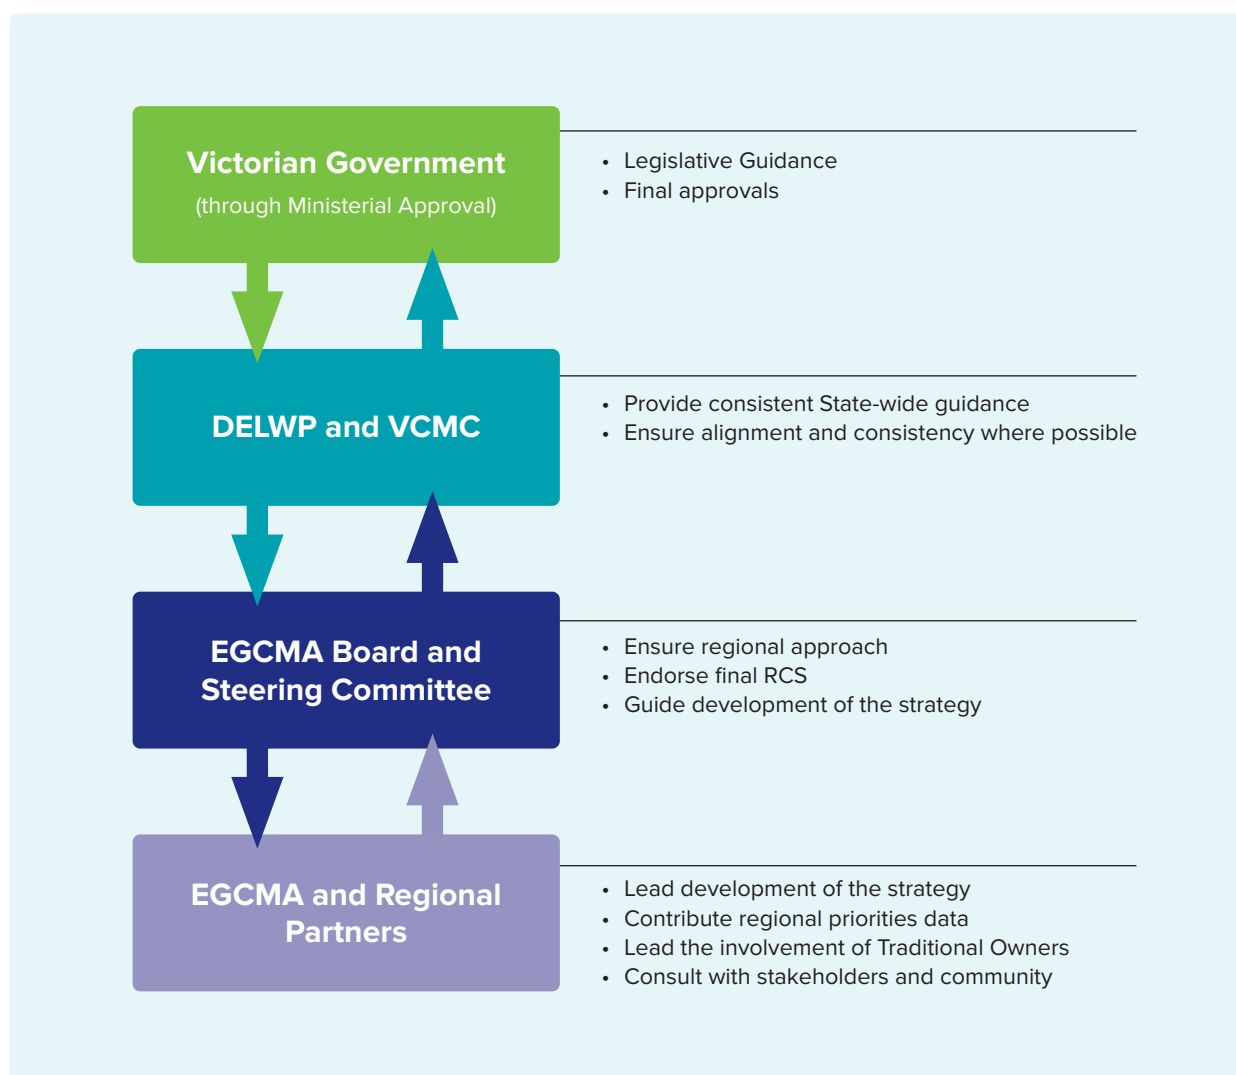 Victorian Government
(through Ministerial Approval)
• Legislative Guidance
• Final approvals
DELWP and VCMC
• Provide consistent State-wide guidance
• Ensure alignment and consistency where possible
EGCMA Board and
Steering Committee
• Ensure regional approach
• Endorse final RCS
• Guide development of the strategy
EGCMA and Regional
Partners
• Lead development of the strategy
• Contribute regional priorities data
• Lead the involvement of Traditional Owners
• Consult with stakeholders and community